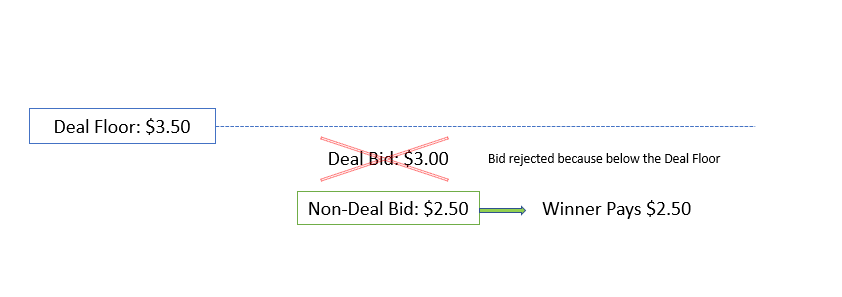 Deal Floor: $3.50
Deal Bid: $3.00
Bid rejected because below the Deal Floor
Non-Deal Bid: $2.50
Winner Pays $2.50